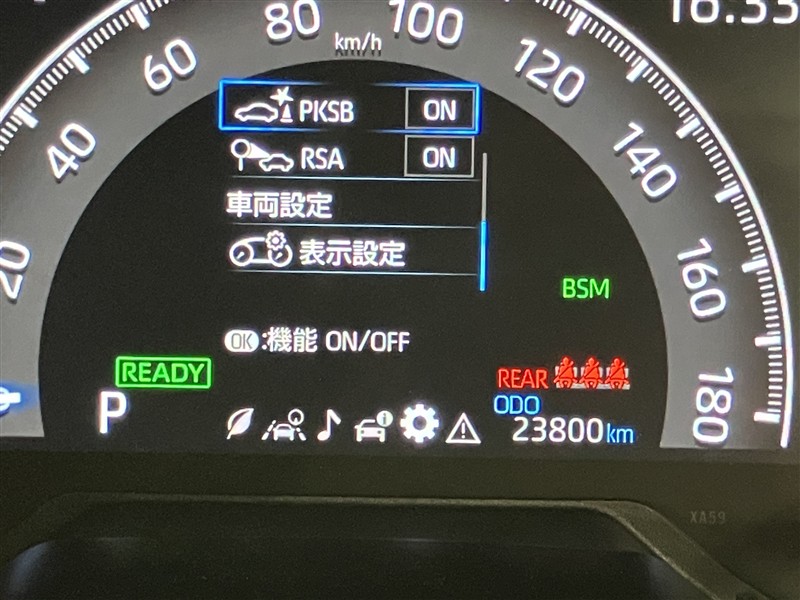 16:33
80
100
km/h
60
120
PKSB ON
40
140
RSA ON
車両設定
表示設定
20
160
BSM
OK:機能 ON/OFF
READY
REAR
180
P
ODO
23800km
XA59